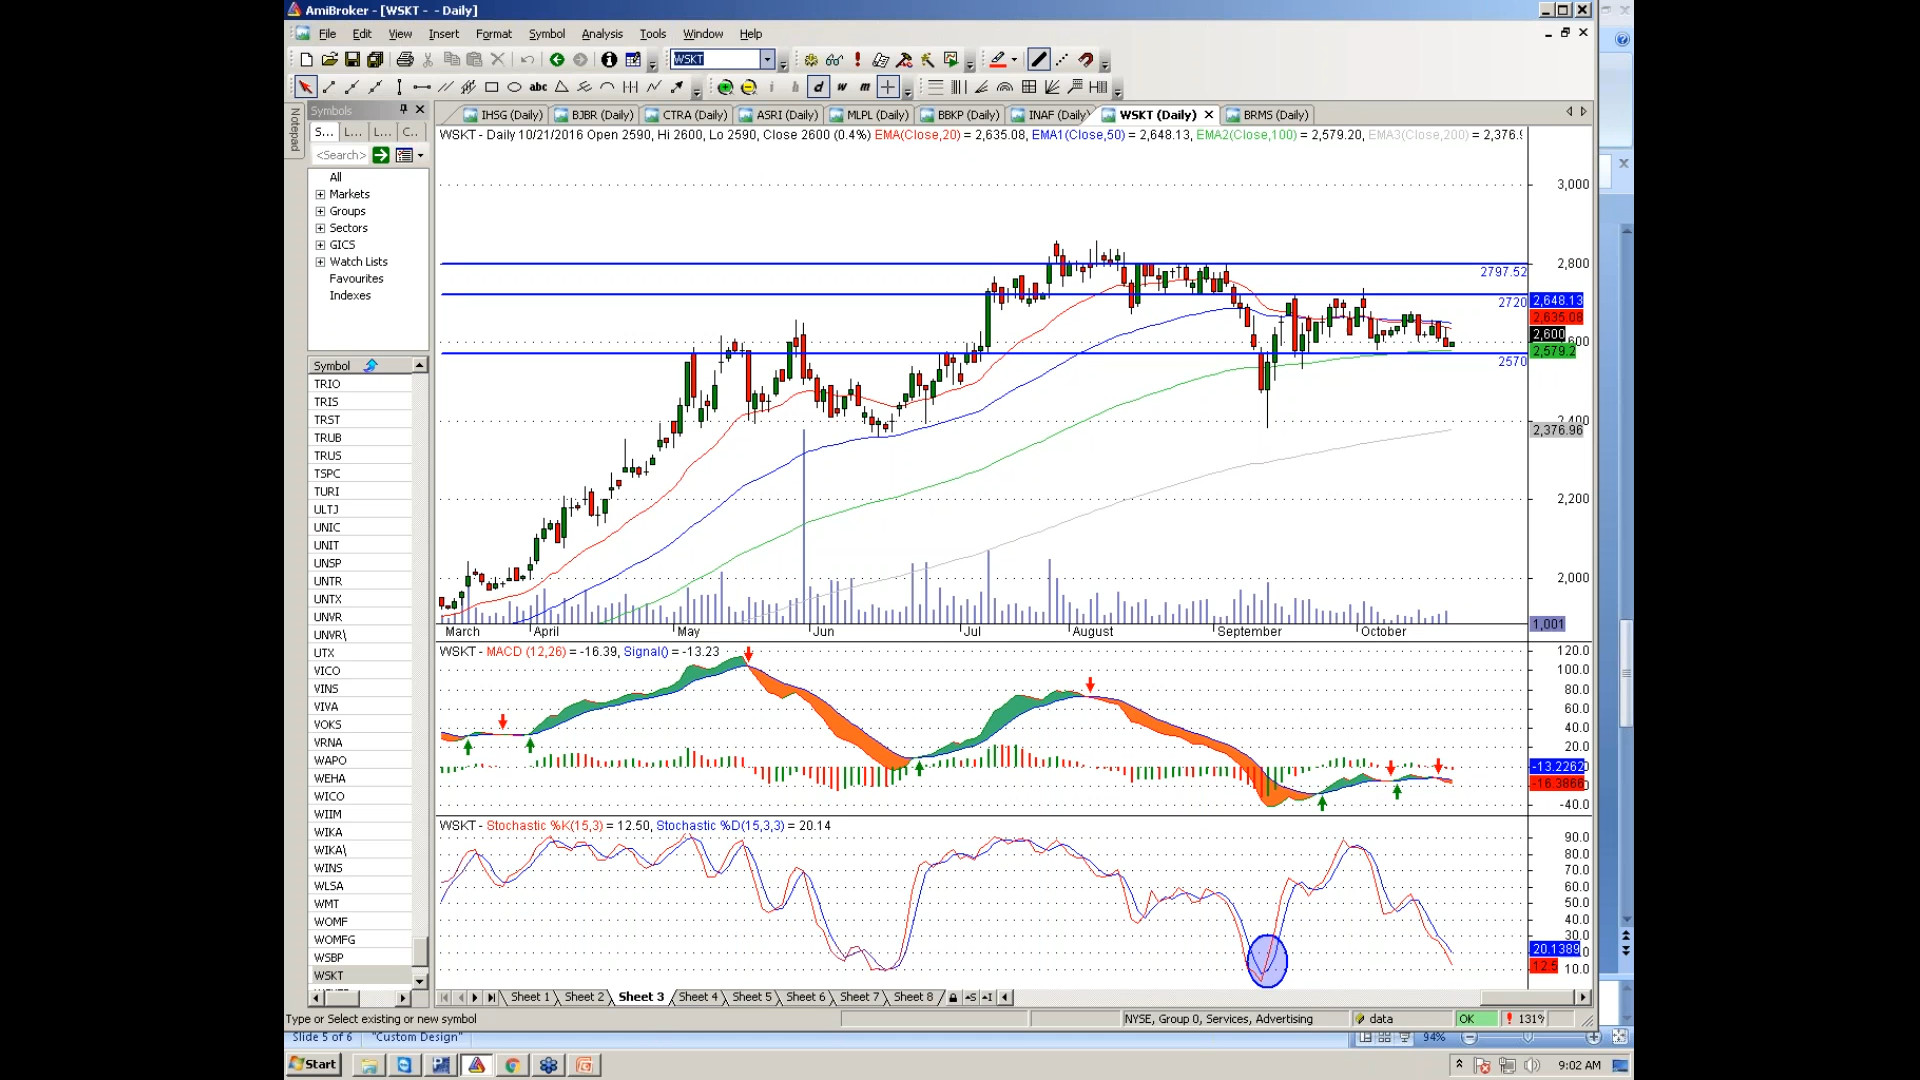 AmiBroker - [WSKT - - Daily]
File Edit View Insert Format Symbol Analysis Tools Window Help
WSKT
abc i h d w m
Symbols
IHSG (Daily) BJBR (Daily) CTRA (Daily) ASRI (Daily) MLPL (Daily) BBKP (Daily) INAF (Daily) WSKT (Daily) BRMS (Daily)
Notepad
S... L... L... C...
<Search>
All
Markets
Groups
Sectors
GICS
Watch Lists
Favourites
Indexes
Symbol
TRIO
TRIS
TRST
TRUB
TRUS
TSPC
TURI
ULTJ
UNIC
UNIT
UNSP
UNTR
UNTX
UNVR
UNVR\
UTX
VICO
VINS
VIVA
VOKS
VRNA
WAPO
WEHA
WICO
WIIM
WIKA
WIKA\
WINS
WLSA
WMT
WOMF
WOMFG
WSBP
WSKT
WSKT - Daily 10/21/2016 Open 2590, Hi 2600, Lo 2590, Close 2600 (0.4%) EMA(Close,20) = 2,635.08, EMA1(Close,50) = 2,648.13, EMA2(Close,100) = 2,579.20, EMA3(Close,200) = 2,376.9
3,000
2,800
2797.52
2720
2,648.13
2,635.08
2,600
2,579.2
2570
2,400
2,376.96
2,200
2,000
1,001
March April May Jun Jul August September October
WSKT - MACD (12,26) = -16.39, Signal() = -13.23
120.0
100.0
80.0
60.0
40.0
20.0
-13.2262
-16.3866
-40.0
WSKT - Stochastic %K(15,3) = 12.50, Stochastic %D(15,3,3) = 20.14
90.0
80.0
70.0
60.0
50.0
40.0
30.0
20.1389
12.5
10.0
Sheet 1 Sheet 2 Sheet 3 Sheet 4 Sheet 5 Sheet 6 Sheet 7 Sheet 8
Type or Select existing or new symbol NYSE, Group 0, Services, Advertising data OK 131%
Slide 5 of 6 "Custom Design" 94%
Start 9:02 AM